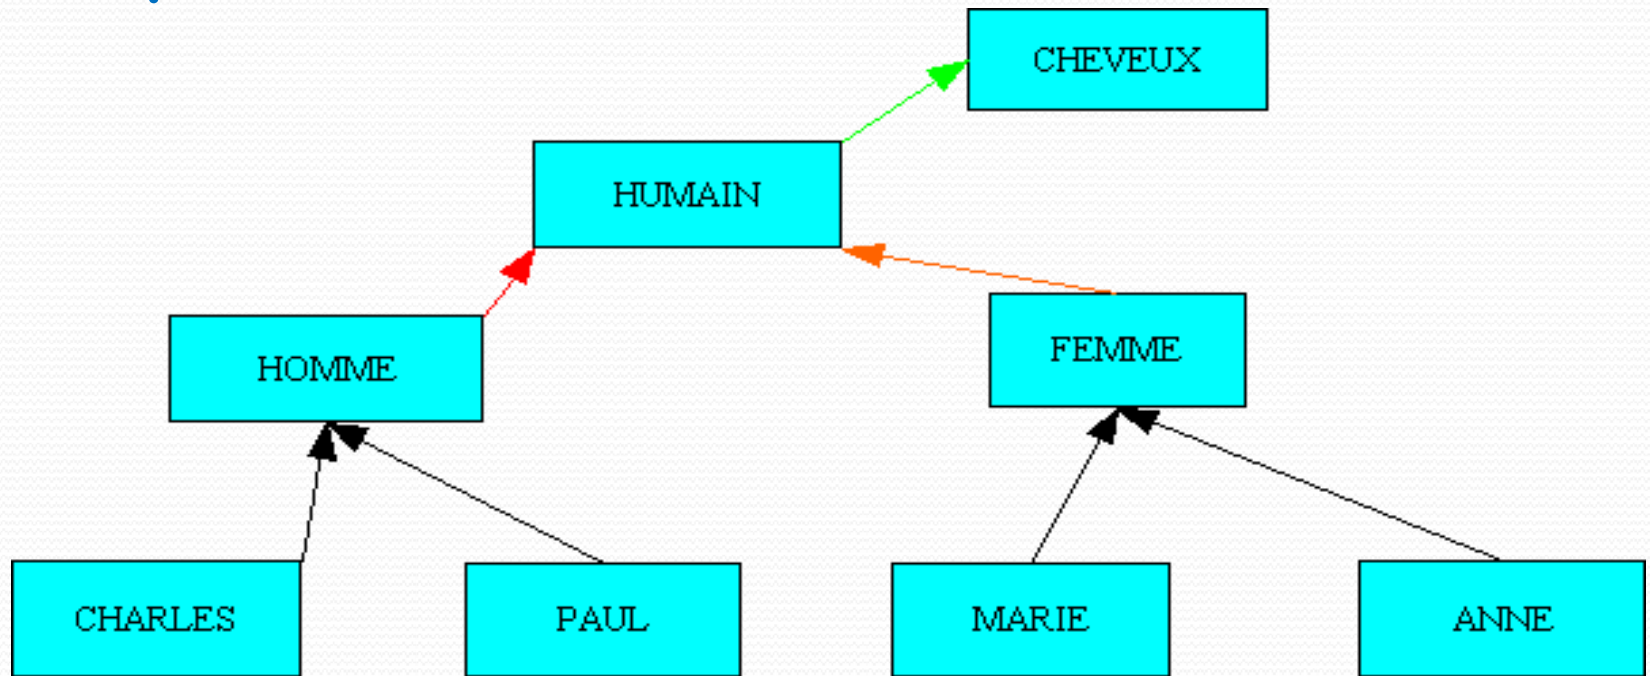 CHEVEUX
HUMAIN
HOMME
FEMME
CHARLES
PAUL
MARIE
ANNE